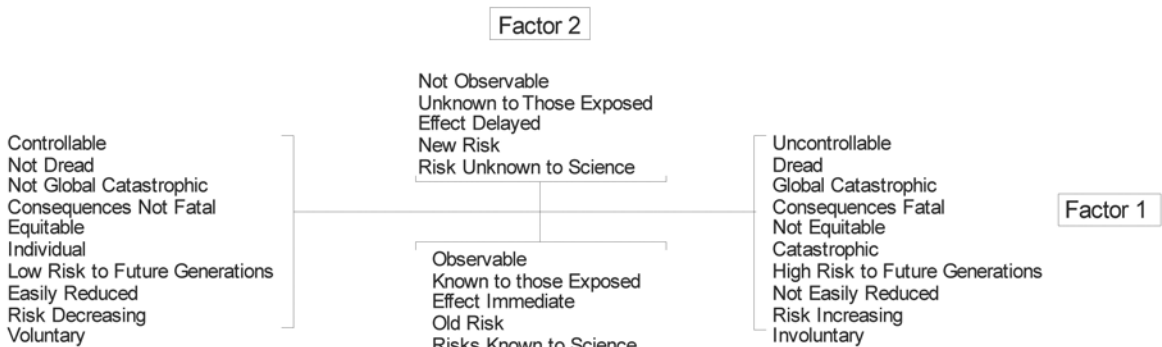 Factor 2
Not Observable
Unknown to Those Exposed
Effect Delayed
New Risk
Risk Unknown to Science
Controllable
Not Dread
Not Global Catastrophic
Consequences Not Fatal
Equitable
Individual
Low Risk to Future Generations
Easily Reduced
Risk Decreasing
Voluntary
Uncontrollable
Dread
Global Catastrophic
Consequences Fatal
Not Equitable
Catastrophic
High Risk to Future Generations
Not Easily Reduced
Risk Increasing
Involuntary
Factor 1
Observable
Known to those Exposed
Effect Immediate
Old Risk
Risks Known to Science